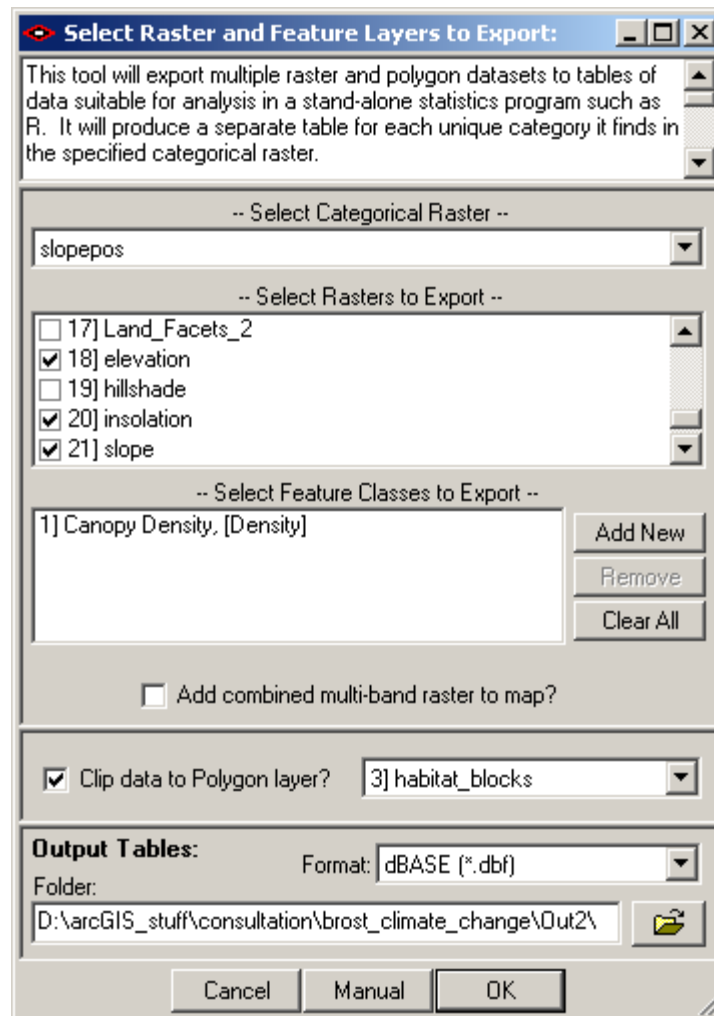 Select Raster and Feature Layers to Export:
This tool will export multiple raster and polygon datasets to tables of
data suitable for analysis in a stand-alone statistics program such as
R. It will produce a separate table for each unique category it finds in
the specified categorical raster.
-- Select Categorical Raster --
slopepos
-- Select Rasters to Export --
17] Land_Facets_2
18] elevation
19] hillshade
20] insolation
21] slope
-- Select Feature Classes to Export --
1] Canopy Density, [Density]
Add New
Remove
Clear All
Add combined multi-band raster to map?
Clip data to Polygon layer? 3] habitat_blocks
Output Tables: Format: dBASE (*.dbf)
Folder:
D:\arcGIS_stuff\consultation\brost_climate_change\Out2\
Cancel Manual OK